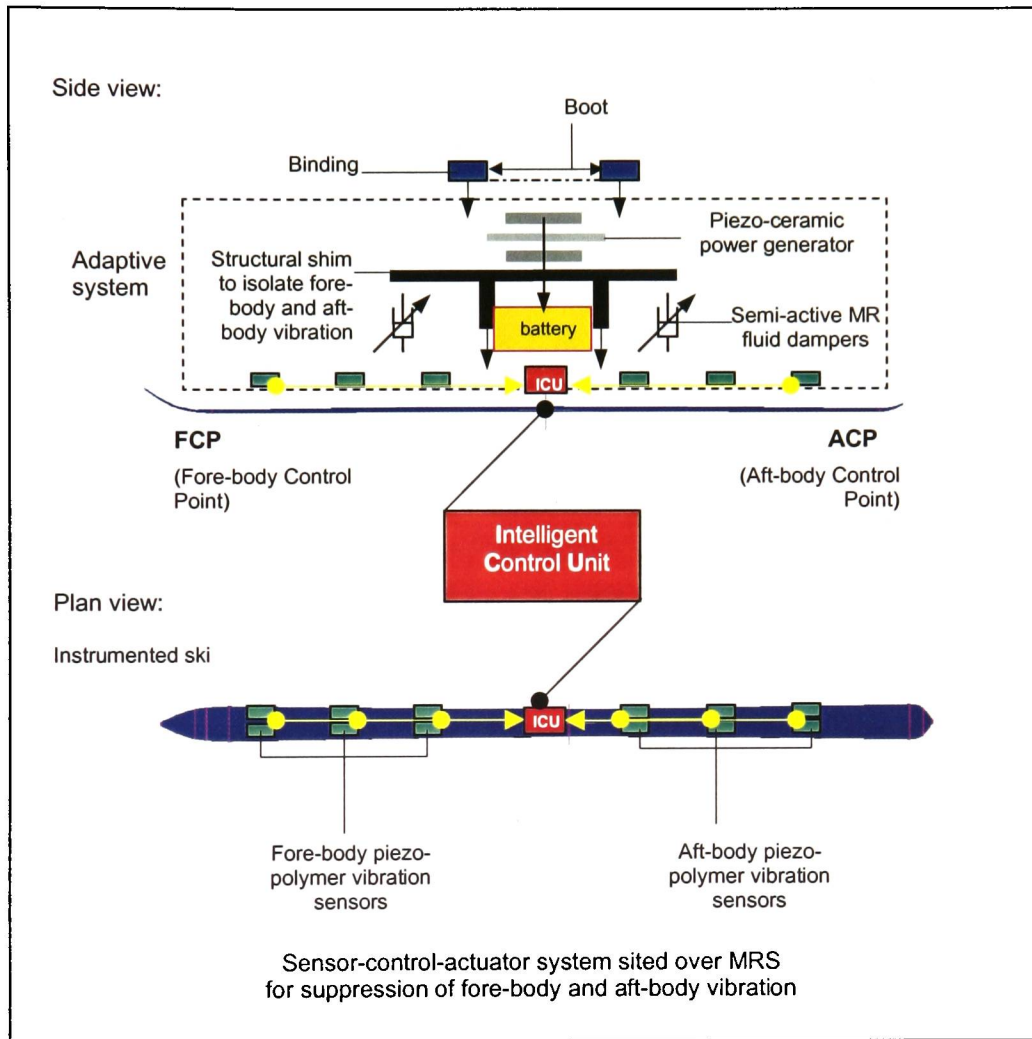 Side view:
Boot
Binding
Adaptive
system
Structural shim
to isolate fore-
body and aft-
body vibration
Piezo-ceramic
power generator
battery
Semi-active MR
fluid dampers
ICU
FCP
(Fore-body Control
Point)
ACP
(Aft-body Control
Point)
Intelligent
Control Unit
Plan view:
Instrumented ski
ICU
Fore-body piezo-
polymer vibration
sensors
Aft-body piezo-
polymer vibration
sensors
Sensor-control-actuator system sited over MRS
for suppression of fore-body and aft-body vibration